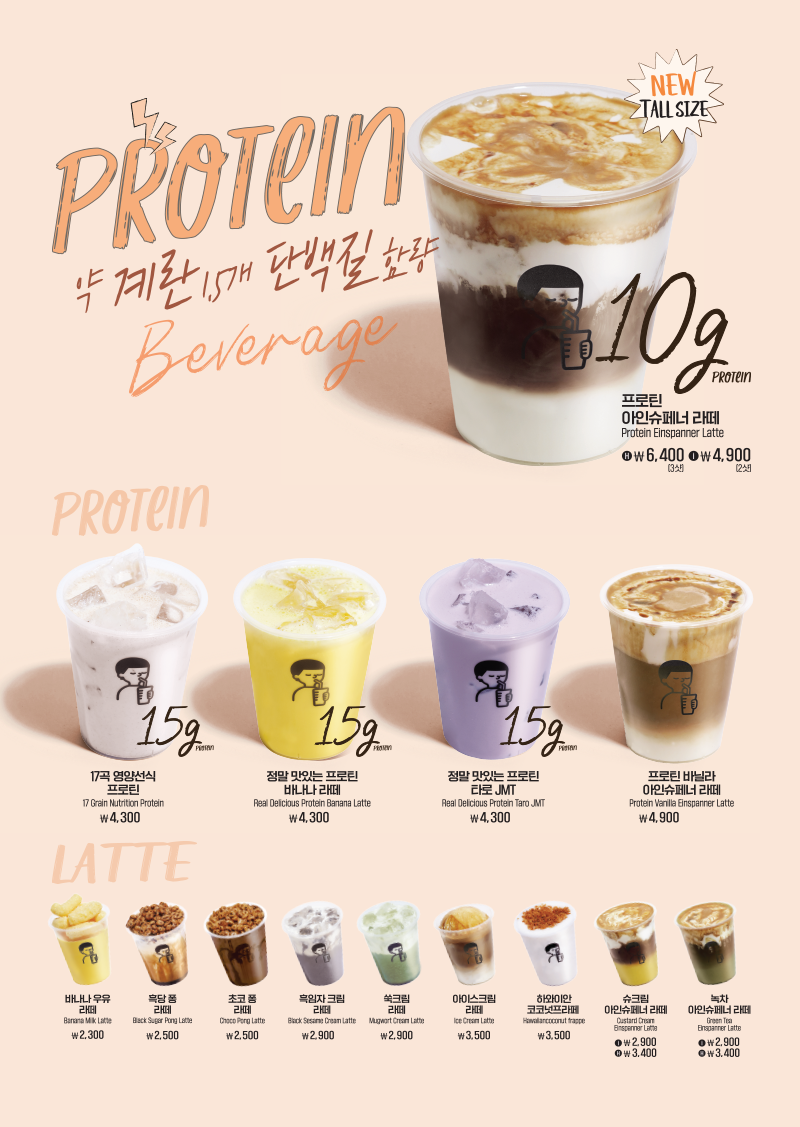 NEW
TALL SIZE
PROTEIN
약 계란 1.5개 단백질 함량
Beverage
10g
PROTEIN
프로틴
아인슈페너 라떼
Protein Einspanner Latte
H ₩6,400 I ₩4,900
(3샷) (2샷)
PROTEIN
15g PROTEIN
15g PROTEIN
15g PROTEIN
17곡 영양선식
프로틴
17 Grain Nutrition Protein
₩4,300
정말 맛있는 프로틴
바나나 라떼
Real Delicious Protein Banana Latte
₩4,300
정말 맛있는 프로틴
타로 JMT
Real Delicious Protein Taro JMT
₩4,300
프로틴 바닐라
아인슈페너 라떼
Protein Vanilla Einspanner Latte
₩4,900
LATTE
바나나 우유
라떼
Banana Milk Latte
₩2,300
흑당 퐁
라떼
Black Sugar Pong Latte
₩2,500
초코 퐁
라떼
Choco Pong Latte
₩2,500
흑임자 크림
라떼
Black Sesame Cream Latte
₩2,900
쑥크림
라떼
Mugwort Cream Latte
₩2,900
아이스크림
라떼
Ice Cream Latte
₩3,500
하와이안
코코넛프라페
Hawaiiancoconut frappe
₩3,500
슈크림
아인슈페너 라떼
Custard Cream
Einspanner Latte
I ₩2,900
H ₩3,400
녹차
아인슈페너 라떼
Green Tea
Einspanner Latte
I ₩2,900
H ₩3,400